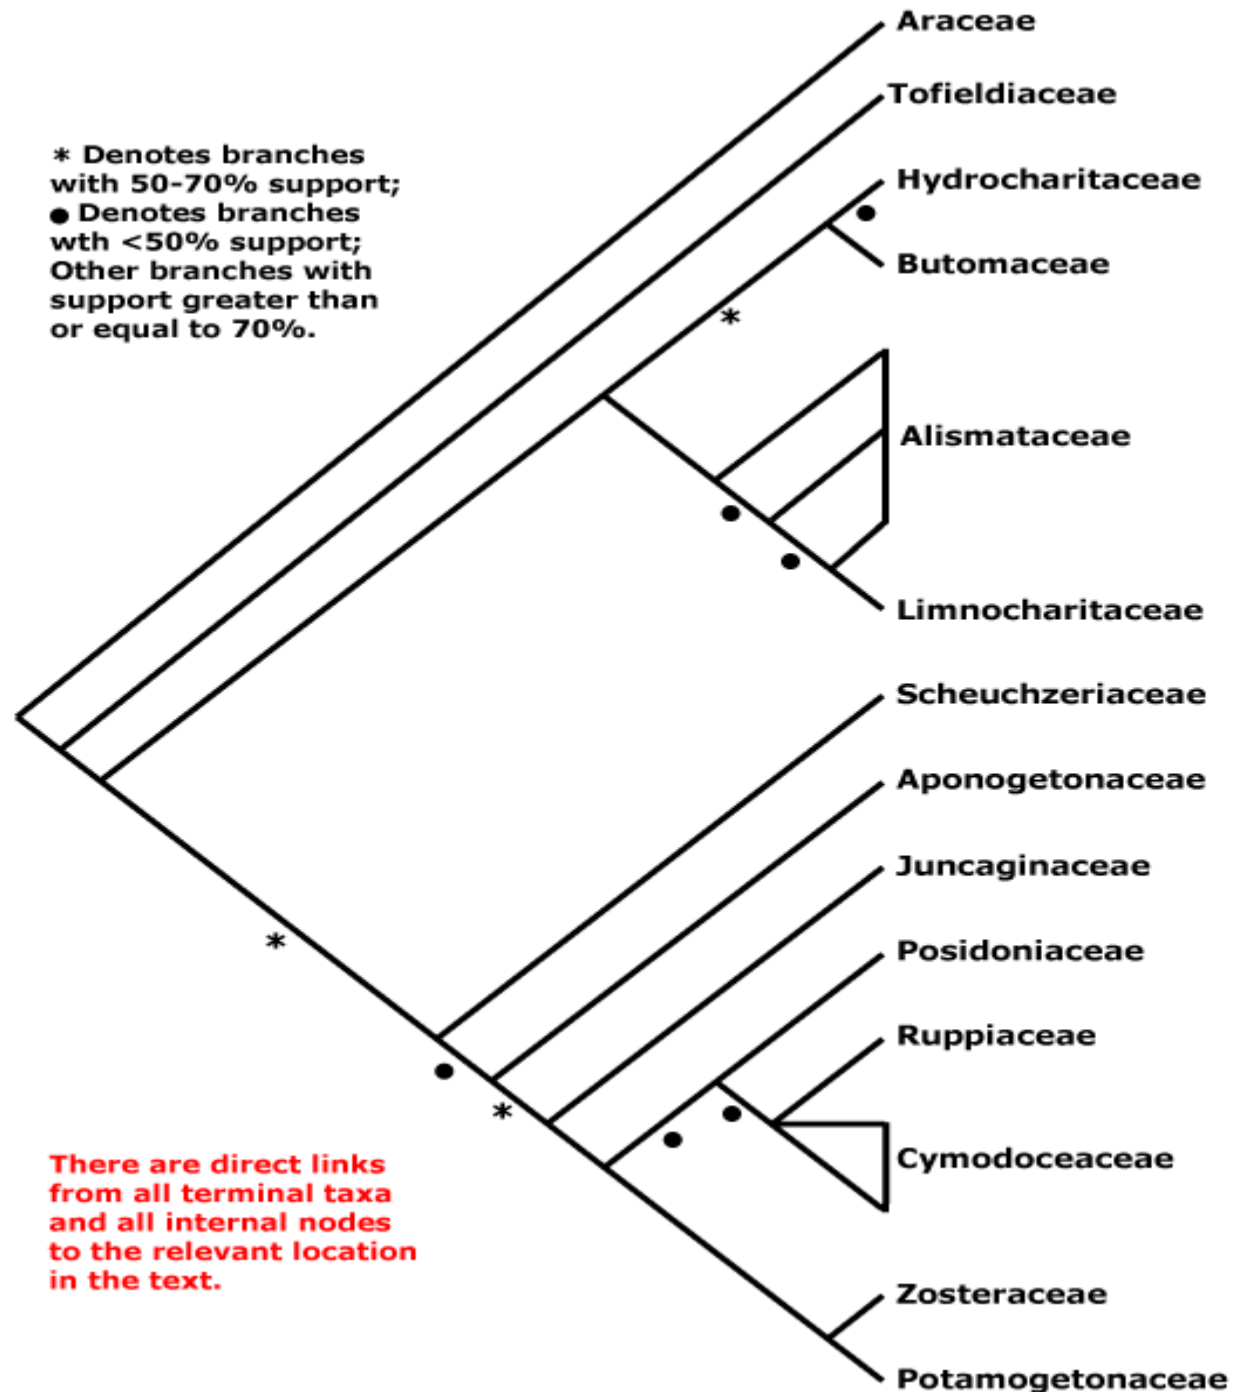 Araceae
Tofieldiaceae
* Denotes branches
with 50-70% support;
● Denotes branches
wth <50% support;
Other branches with
support greater than
or equal to 70%.
Hydrocharitaceae
●
Butomaceae
*
Alismataceae
●
●
Limnocharitaceae
Scheuchzeriaceae
Aponogetonaceae
Juncaginaceae
*
Posidoniaceae
Ruppiaceae
●
*
●
●
Cymodoceaceae
There are direct links
from all terminal taxa
and all internal nodes
to the relevant location
in the text.
Zosteraceae
Potamogetonaceae